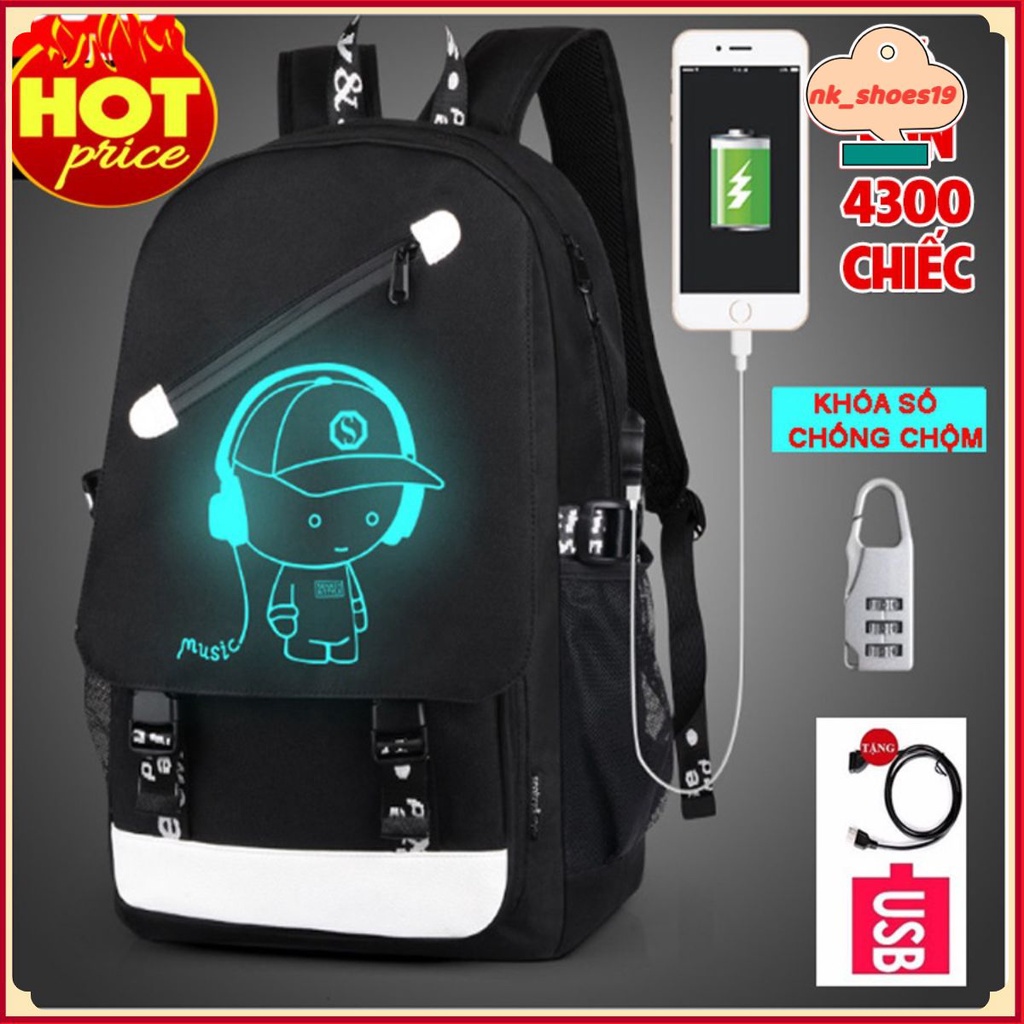 HOT
price
nk_shoes19
4300
CHIẾC
KHÓA SỐ
CHỐNG CHỘM
S
music
TẶNG
USB